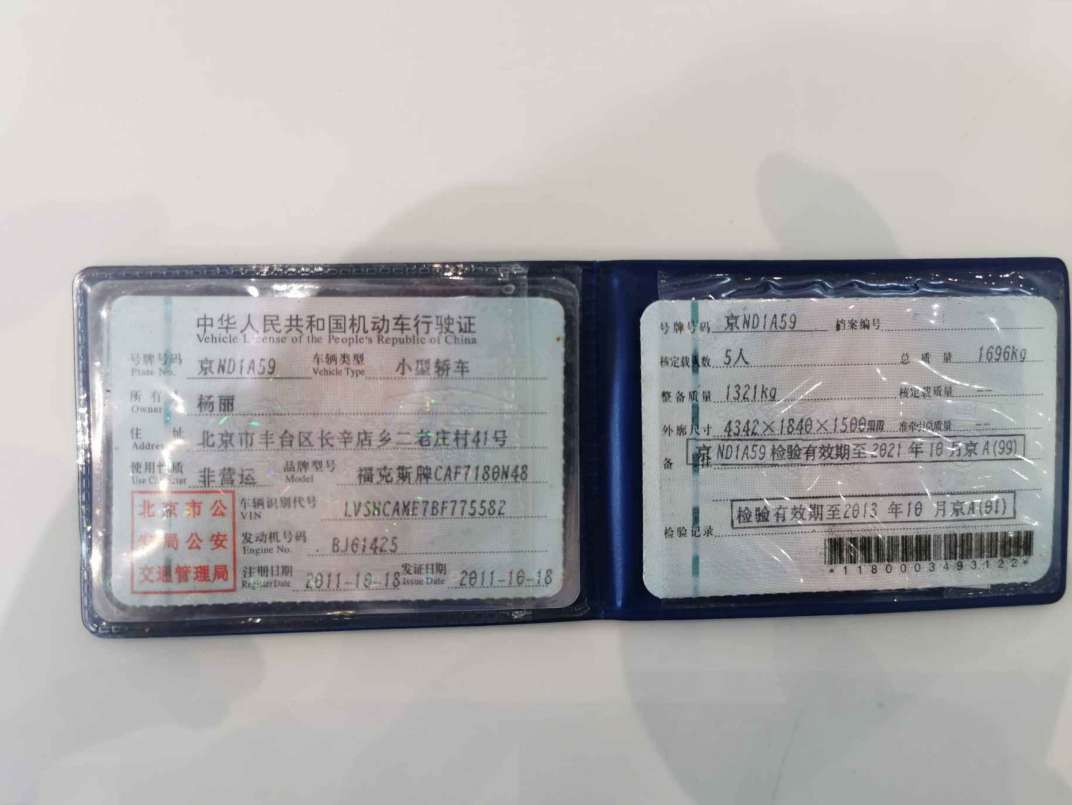 中华人民共和国机动车行驶证
Vehicle License of the People's Republic of China
号牌号码 京ND1A59 车辆类型 小型轿车
Plate No. Vehicle Type
所有人 杨丽
Owner
住 址 北京市丰台区长辛店乡二老庄村41号
Address
使用性质 非营运 品牌型号 福克斯牌CAF7180N48
Use Character Model
北京市公
安局公安
交通管理局
车辆识别代号
VIN
发动机号码 BJ61425
Engine No.
注册日期 2011-10-18 发证日期 2011-10-18
Register Date Issue Date
号牌号码 京ND1A59 档案编号
核定载人数 5人 总 质 量 1696kg
整备质量 1321kg 核定载质量 --
外廓尺寸 4342×1840×1500mm 准牵引总质量 --
备 注 京ND1A59 检验有效期至2021年10月京A(99)
检验有效期至2013年10月京A(91)
检验记录
*1180003493122*